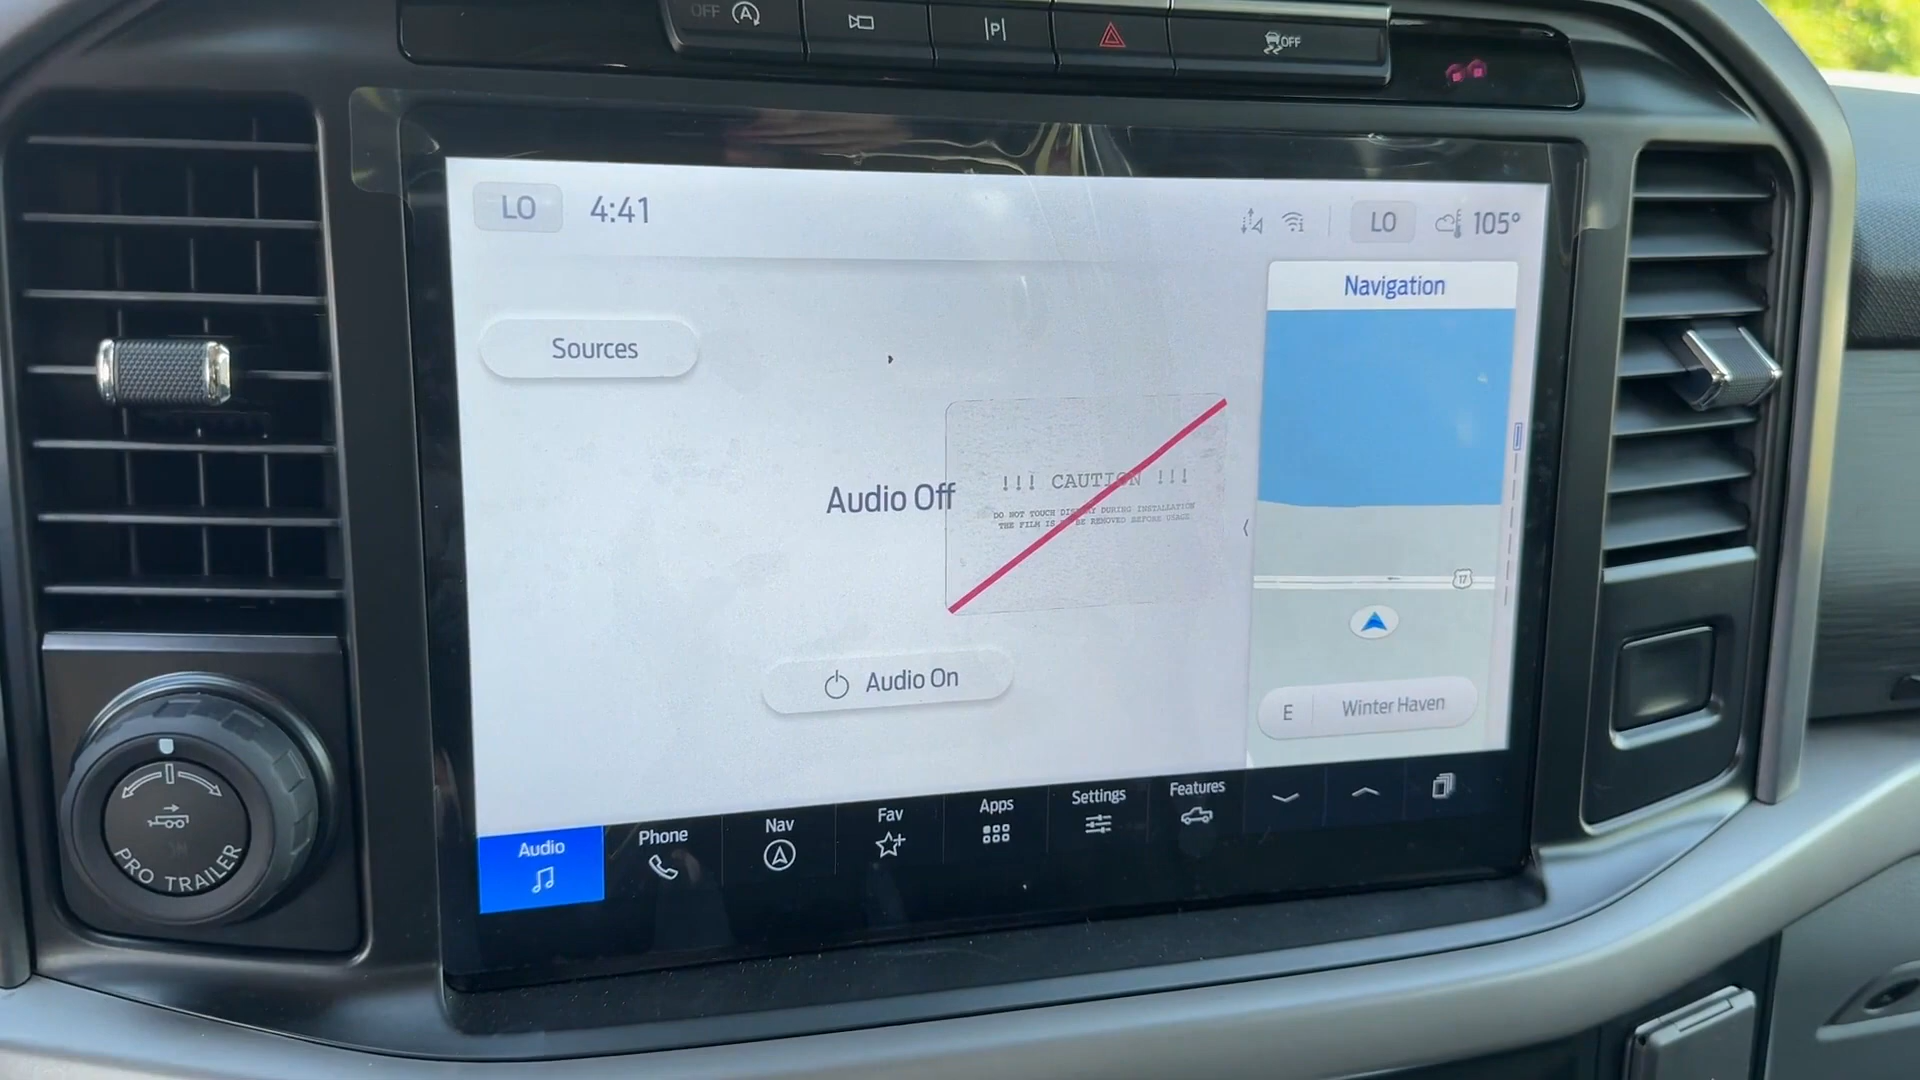 OFF
A
P
OFF
LO
4:41
LO
105°
Navigation
Sources
!!! CAUTION !!!
Audio Off
DO NOT TOUCH DISPLAY DURING INSTALLATION
THE FILM IS TO BE REMOVED BEFORE USAGE
17
Audio On
E
Winter Haven
Audio
Phone
Nav
Fav
Apps
Settings
Features
PRO TRAILER